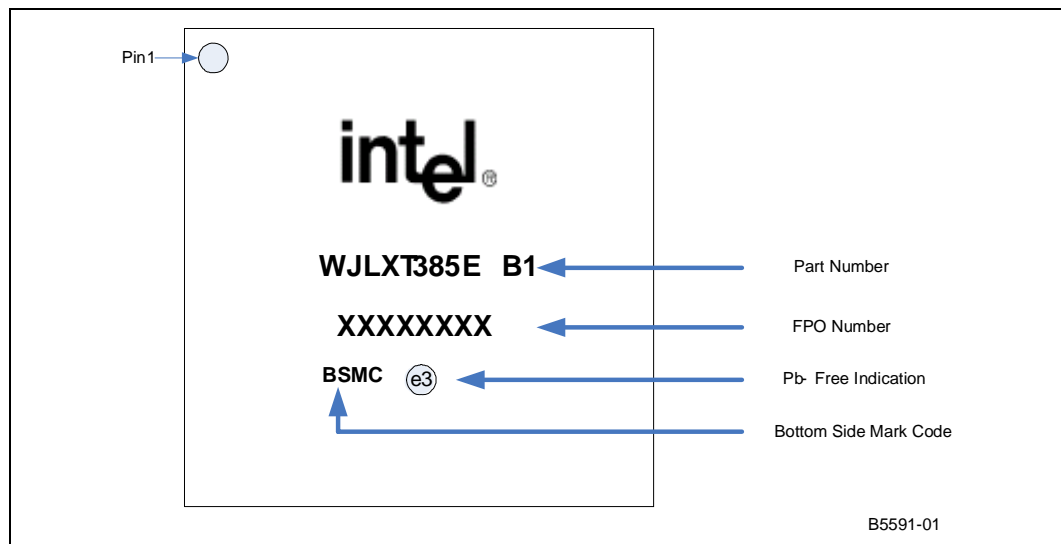 Pin1
intel®
WJLXT385E B1
Part Number
XXXXXXXX
FPO Number
BSMC e3
Pb- Free Indication
Bottom Side Mark Code
B5591-01